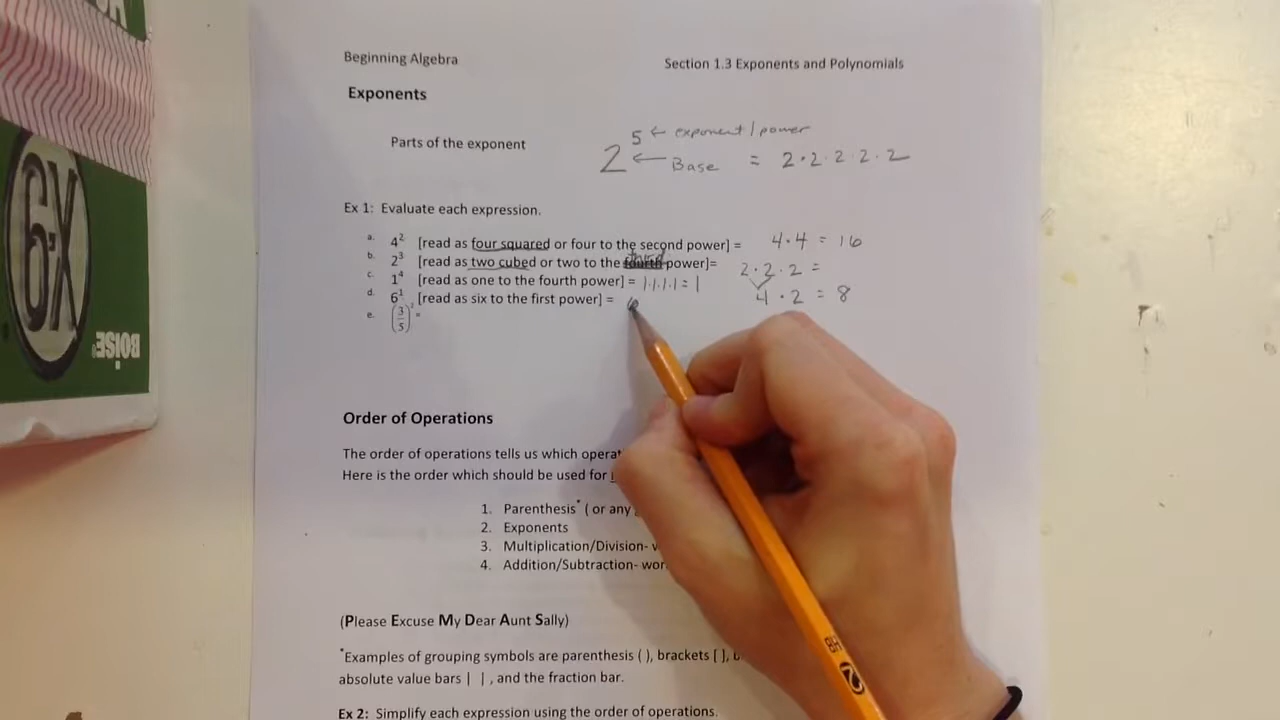 Beginning Algebra Section 1.3 Exponents and Polynomials
Exponents
5 ← exponent/power
Parts of the exponent 2 ← Base = 2·2·2·2·2
Ex 1: Evaluate each expression.
a. 4² [read as four squared or four to the second power] = 4·4 = 16
b. 2³ [read as two cubed or two to the third power]= 2·2·2 =
c. 1⁴ [read as one to the fourth power] = 1·1·1·1 = 1
4·2 = 8
d. 6¹ [read as six to the first power] = 6
e. (3/5) =
BOISE®
X-9
Order of Operations
The order of operations tells us which
Here is the order which should be used for
1. Parenthesis* ( or any
2. Exponents
3. Multiplication/Division-
4. Addition/Subtraction-
(Please Excuse My Dear Aunt Sally)
HB
2
*Examples of grouping symbols are parenthesis ( ), brackets [ ],
absolute value bars | | , and the fraction bar.
Ex 2: Simplify each expression using the order of operations.